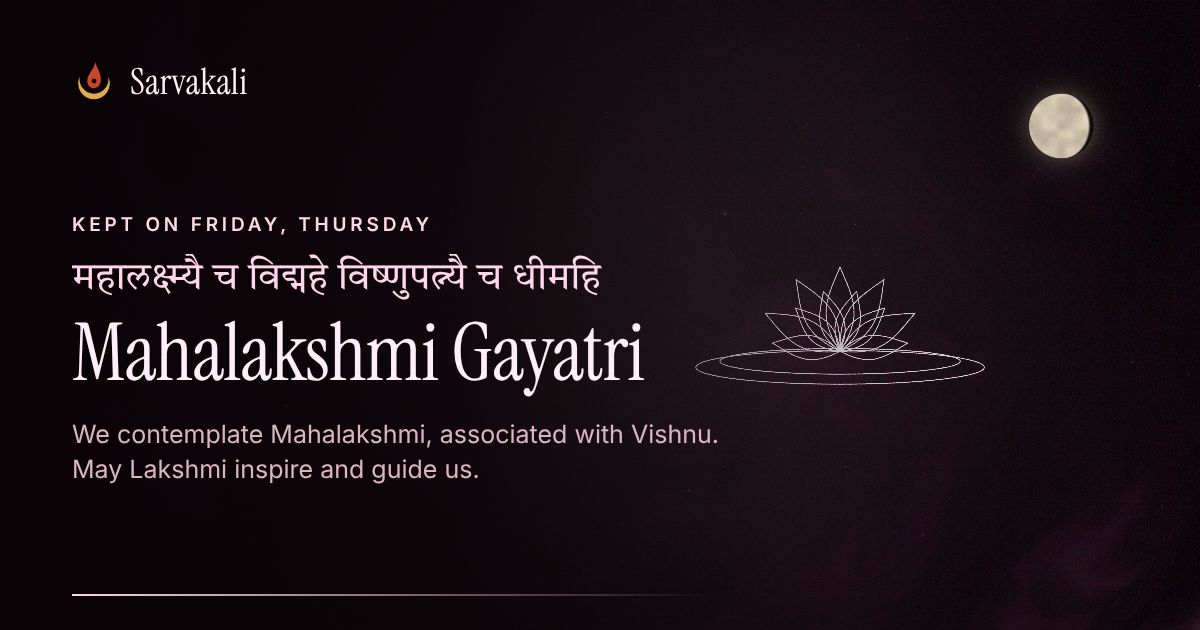 Sarvakali
KEPT ON FRIDAY, THURSDAY
महालक्ष्म्यै च विद्महे विष्णुपत्न्यै च धीमहि
Mahalakshmi Gayatri
We contemplate Mahalakshmi, associated with Vishnu.
May Lakshmi inspire and guide us.